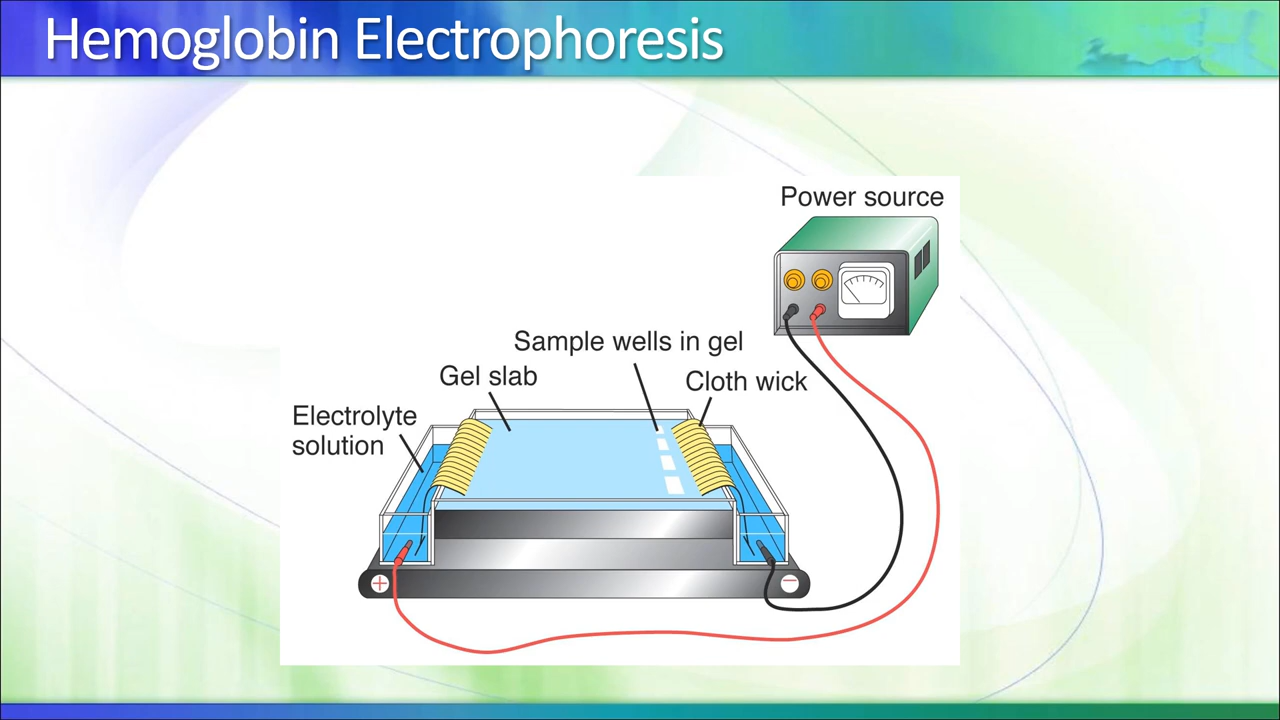 Hemoglobin Electrophoresis
Power source
Sample wells in gel
Gel slab
Cloth wick
Electrolyte
solution
+
−